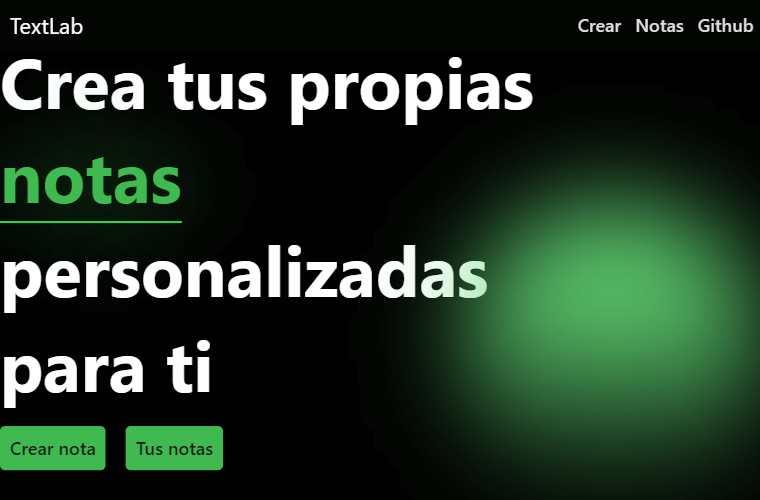 TextLab
Crear Notas Github
Crea tus propias
notas
personalizadas
para ti
Crear nota
Tus notas